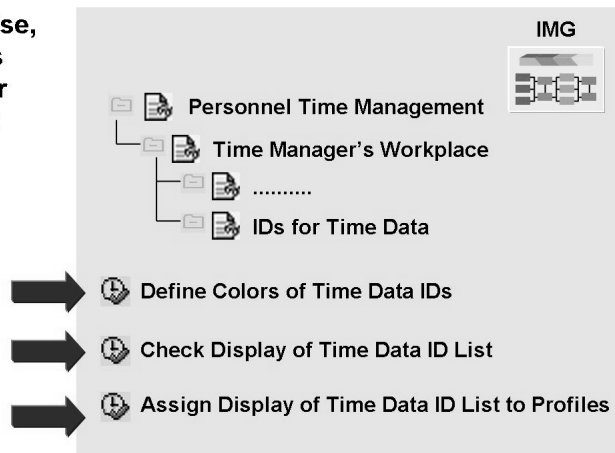 se,
s
r
IMG
Personnel Time Management
Time Manager's Workplace
..........
IDs for Time Data
Define Colors of Time Data IDs
Check Display of Time Data ID List
Assign Display of Time Data ID List to Profiles